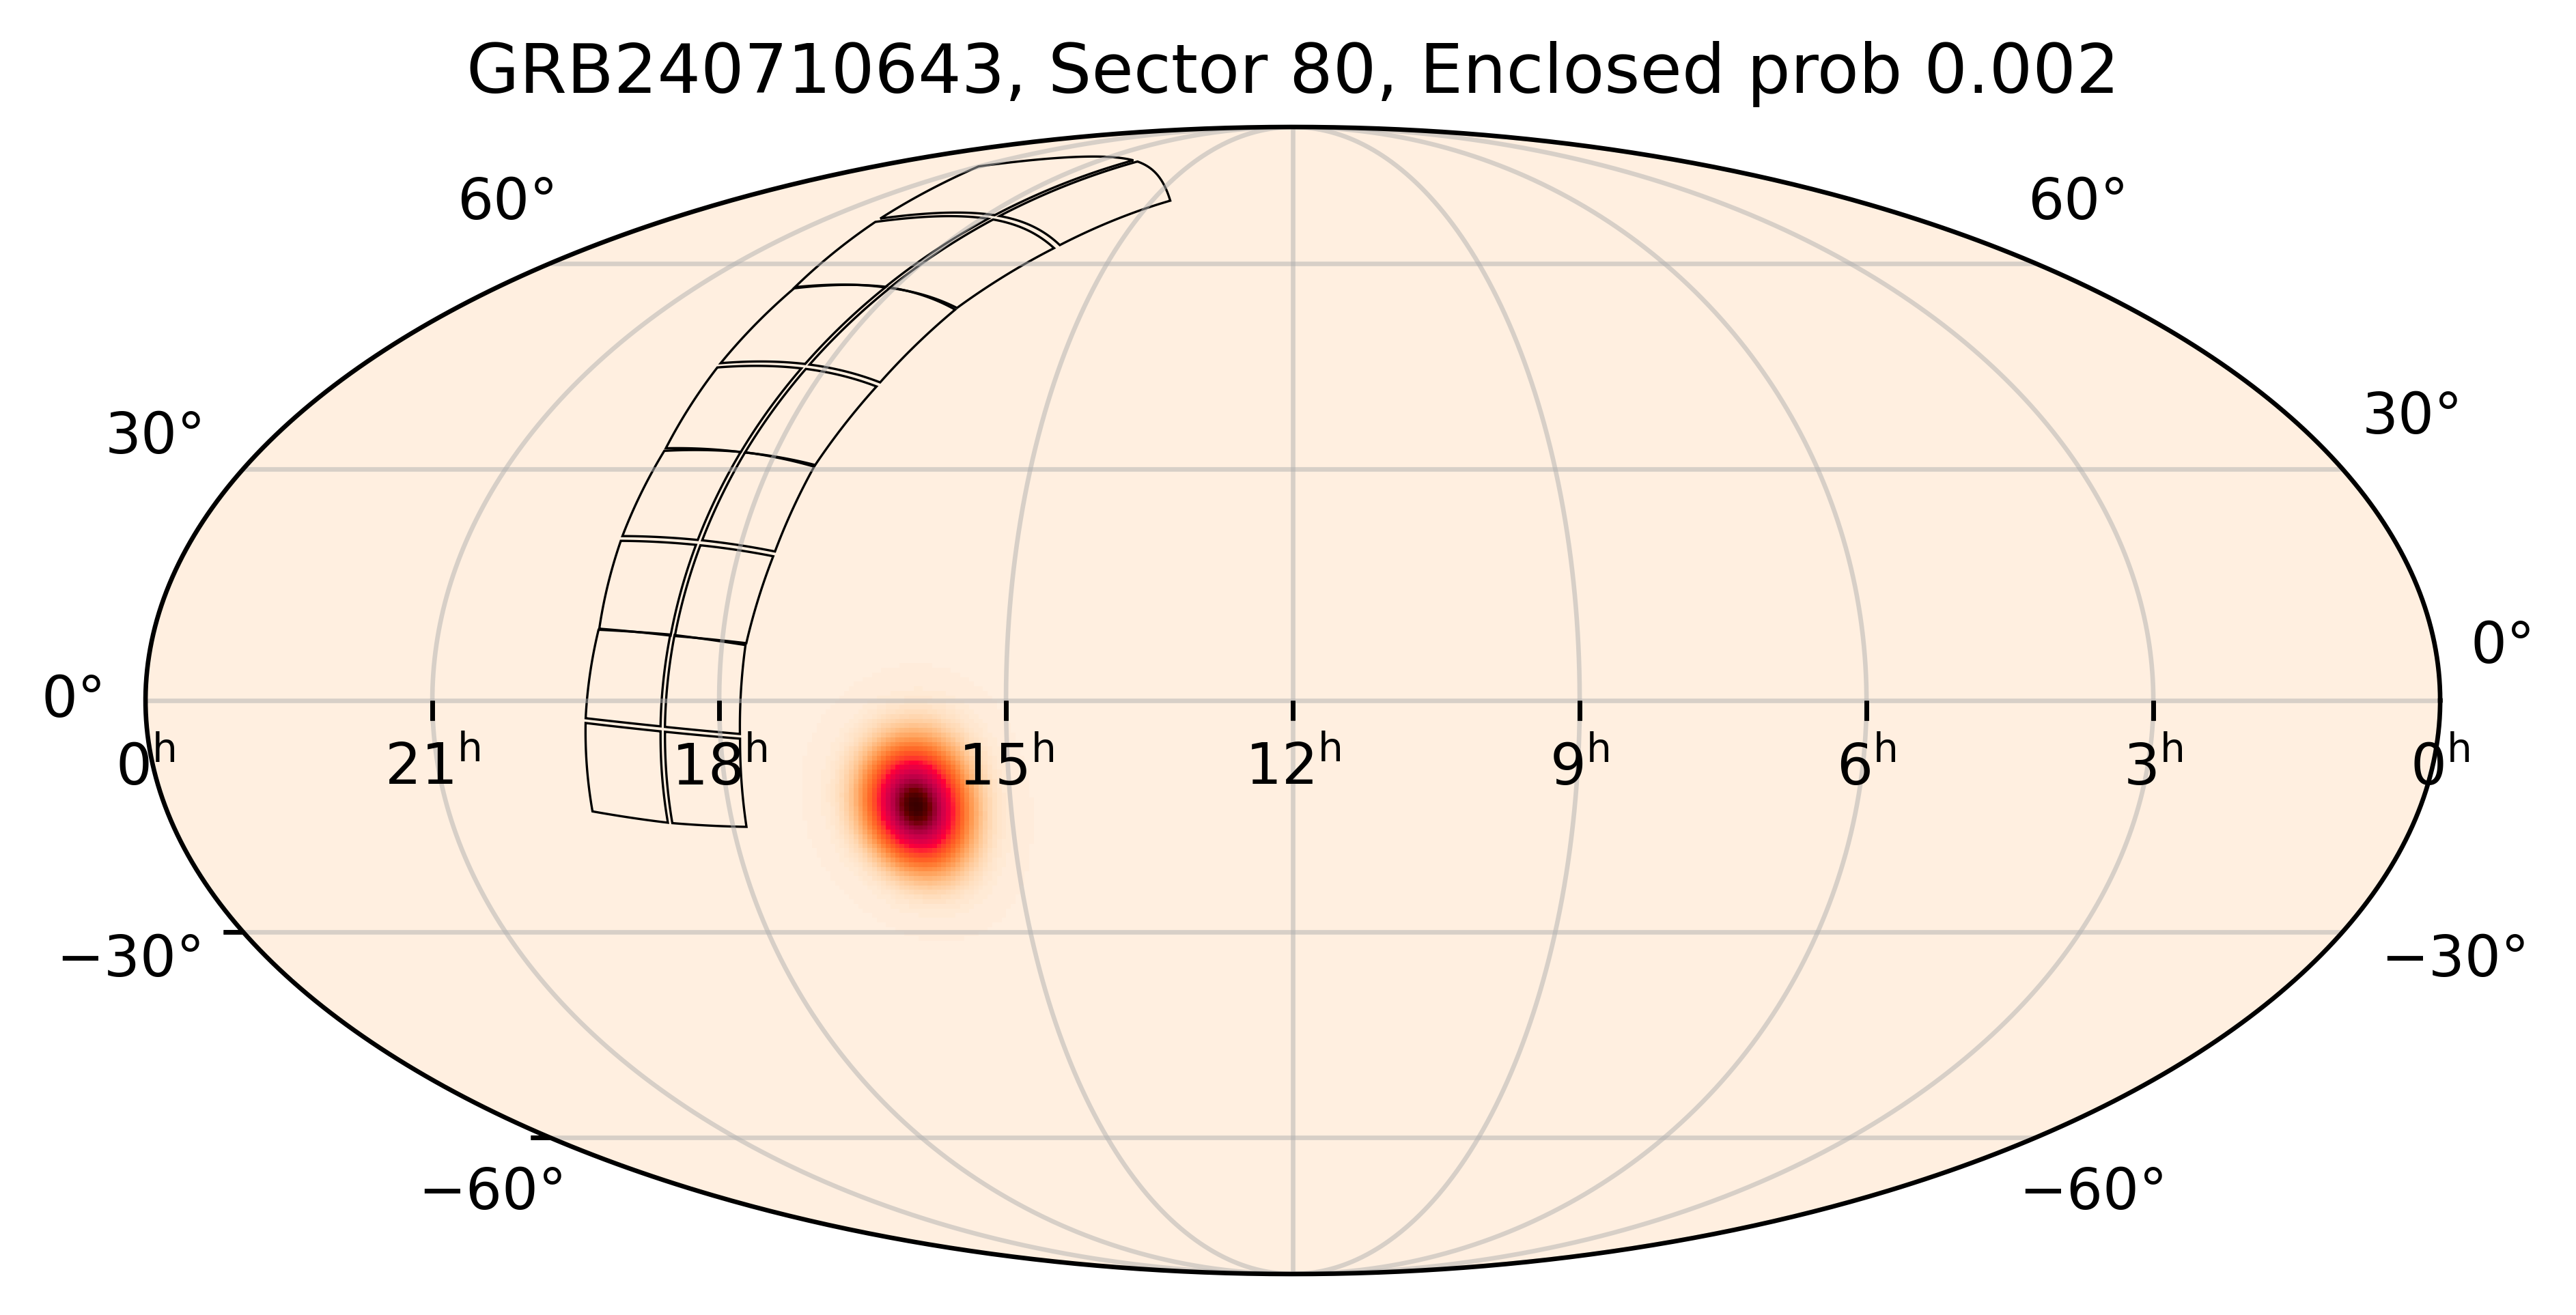 GRB240710643, Sector 80, Enclosed prob 0.002
60° 60°
30° 30°
0° 0°
0h 21h 18h 15h 12h 9h 6h 3h 0h
−30° −30°
−60° −60°